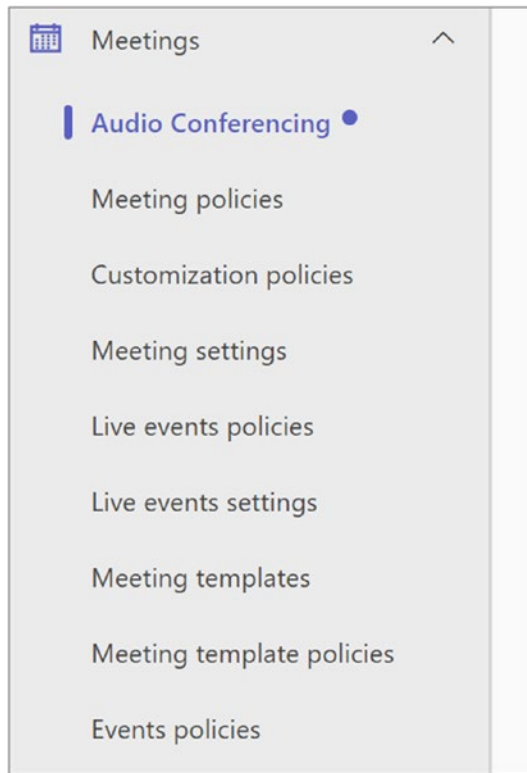 Meetings
Audio Conferencing
Meeting policies
Customization policies
Meeting settings
Live events policies
Live events settings
Meeting templates
Meeting template policies
Events policies